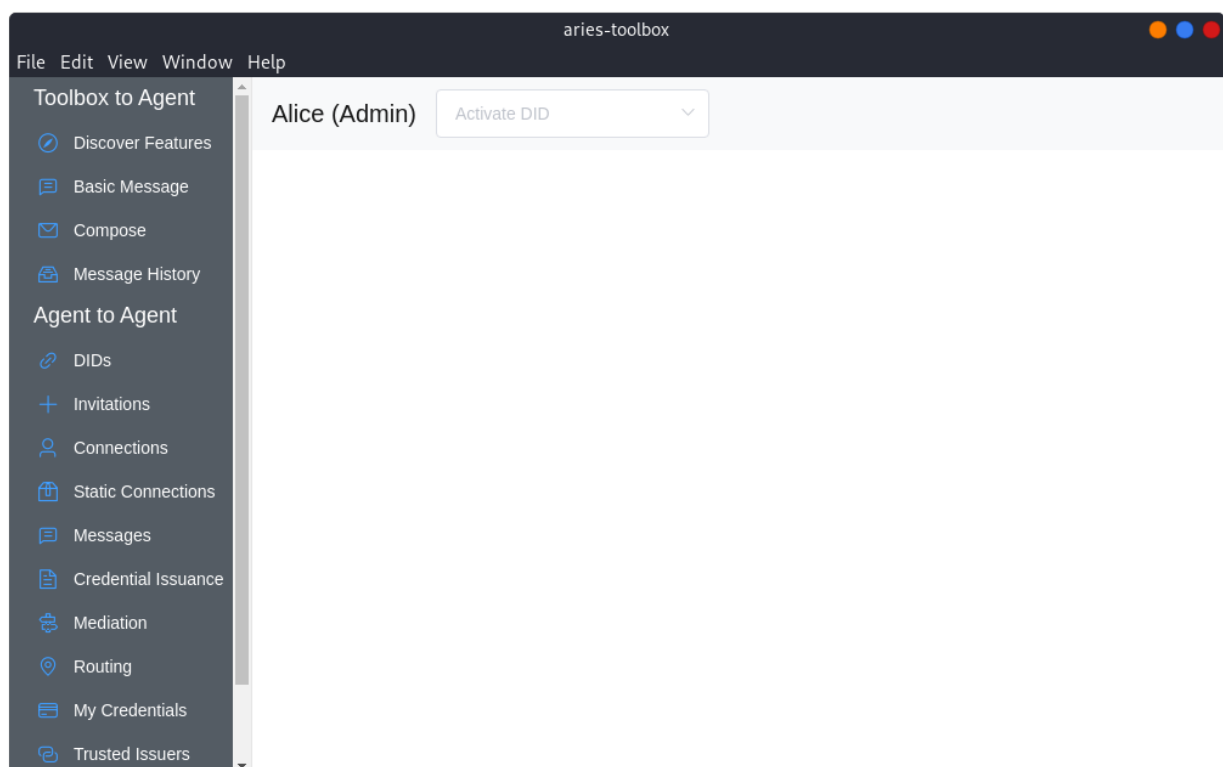 aries-toolbox
File Edit View Window Help
Toolbox to Agent
Discover Features
Basic Message
Compose
Message History
Agent to Agent
DIDs
Invitations
Connections
Static Connections
Messages
Credential Issuance
Mediation
Routing
My Credentials
Trusted Issuers
Alice (Admin) Activate DID